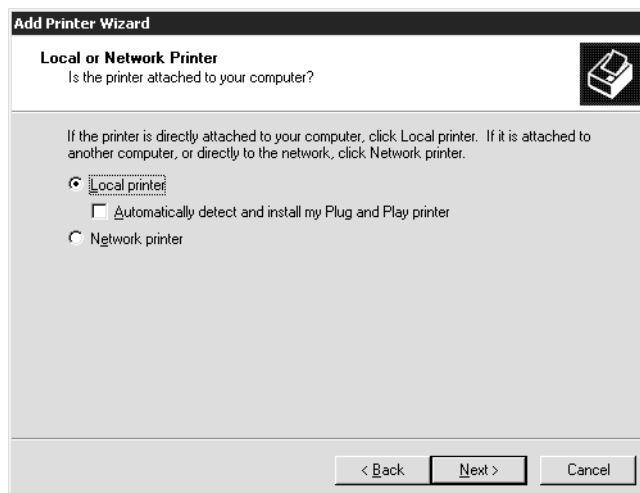 Add Printer Wizard
Local or Network Printer
Is the printer attached to your computer?
If the printer is directly attached to your computer, click Local printer. If it is attached to
another computer, or directly to the network, click Network printer.
Local printer
Automatically detect and install my Plug and Play printer
Network printer
< Back
Next >
Cancel